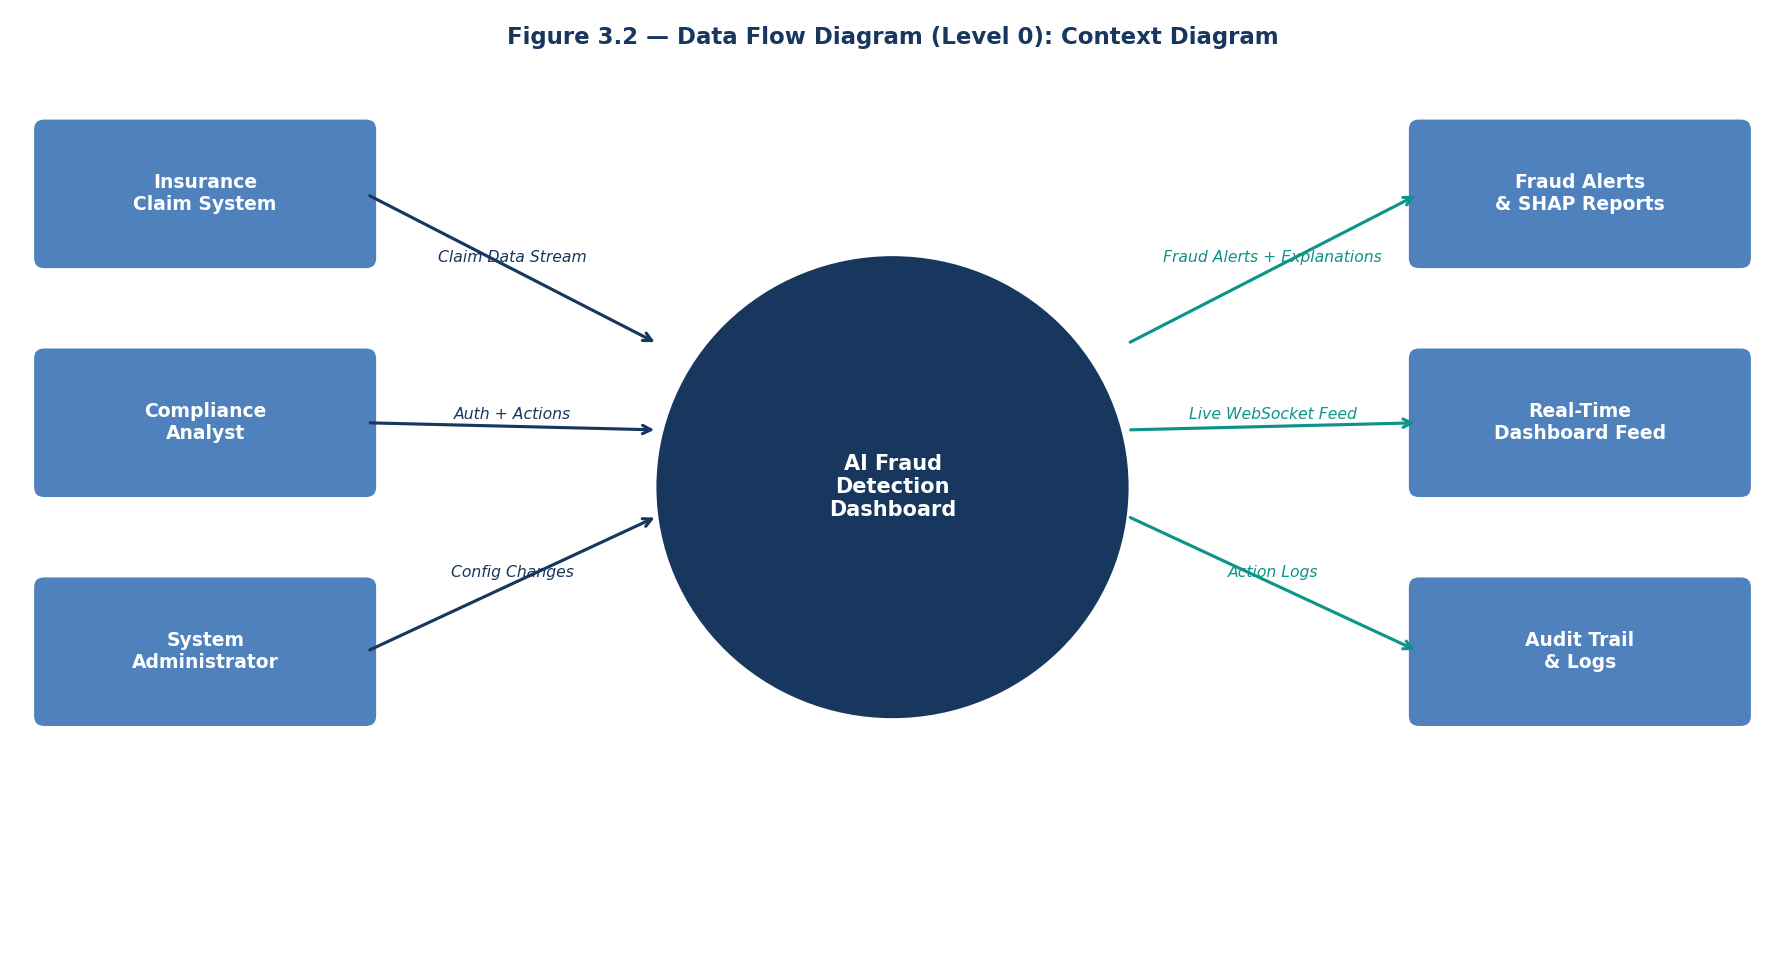 Figure 3.2 — Data Flow Diagram (Level 0): Context Diagram
Insurance
Claim System
Claim Data Stream
Compliance
Analyst
Auth + Actions
System
Administrator
Config Changes
AI Fraud
Detection
Dashboard
Fraud Alerts + Explanations
Fraud Alerts
& SHAP Reports
Live WebSocket Feed
Real-Time
Dashboard Feed
Action Logs
Audit Trail
& Logs